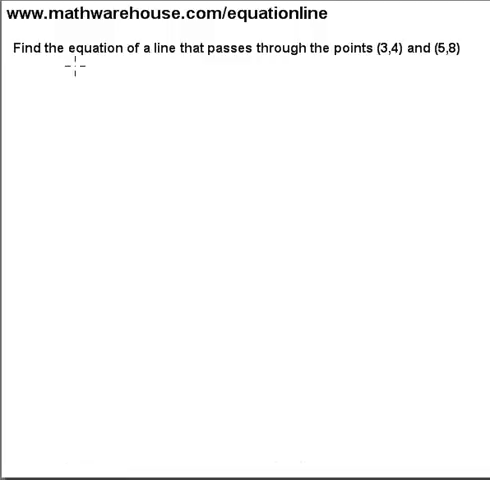 www.mathwarehouse.com/equationline
Find the equation of a line that passes through the points (3,4) and (5,8)